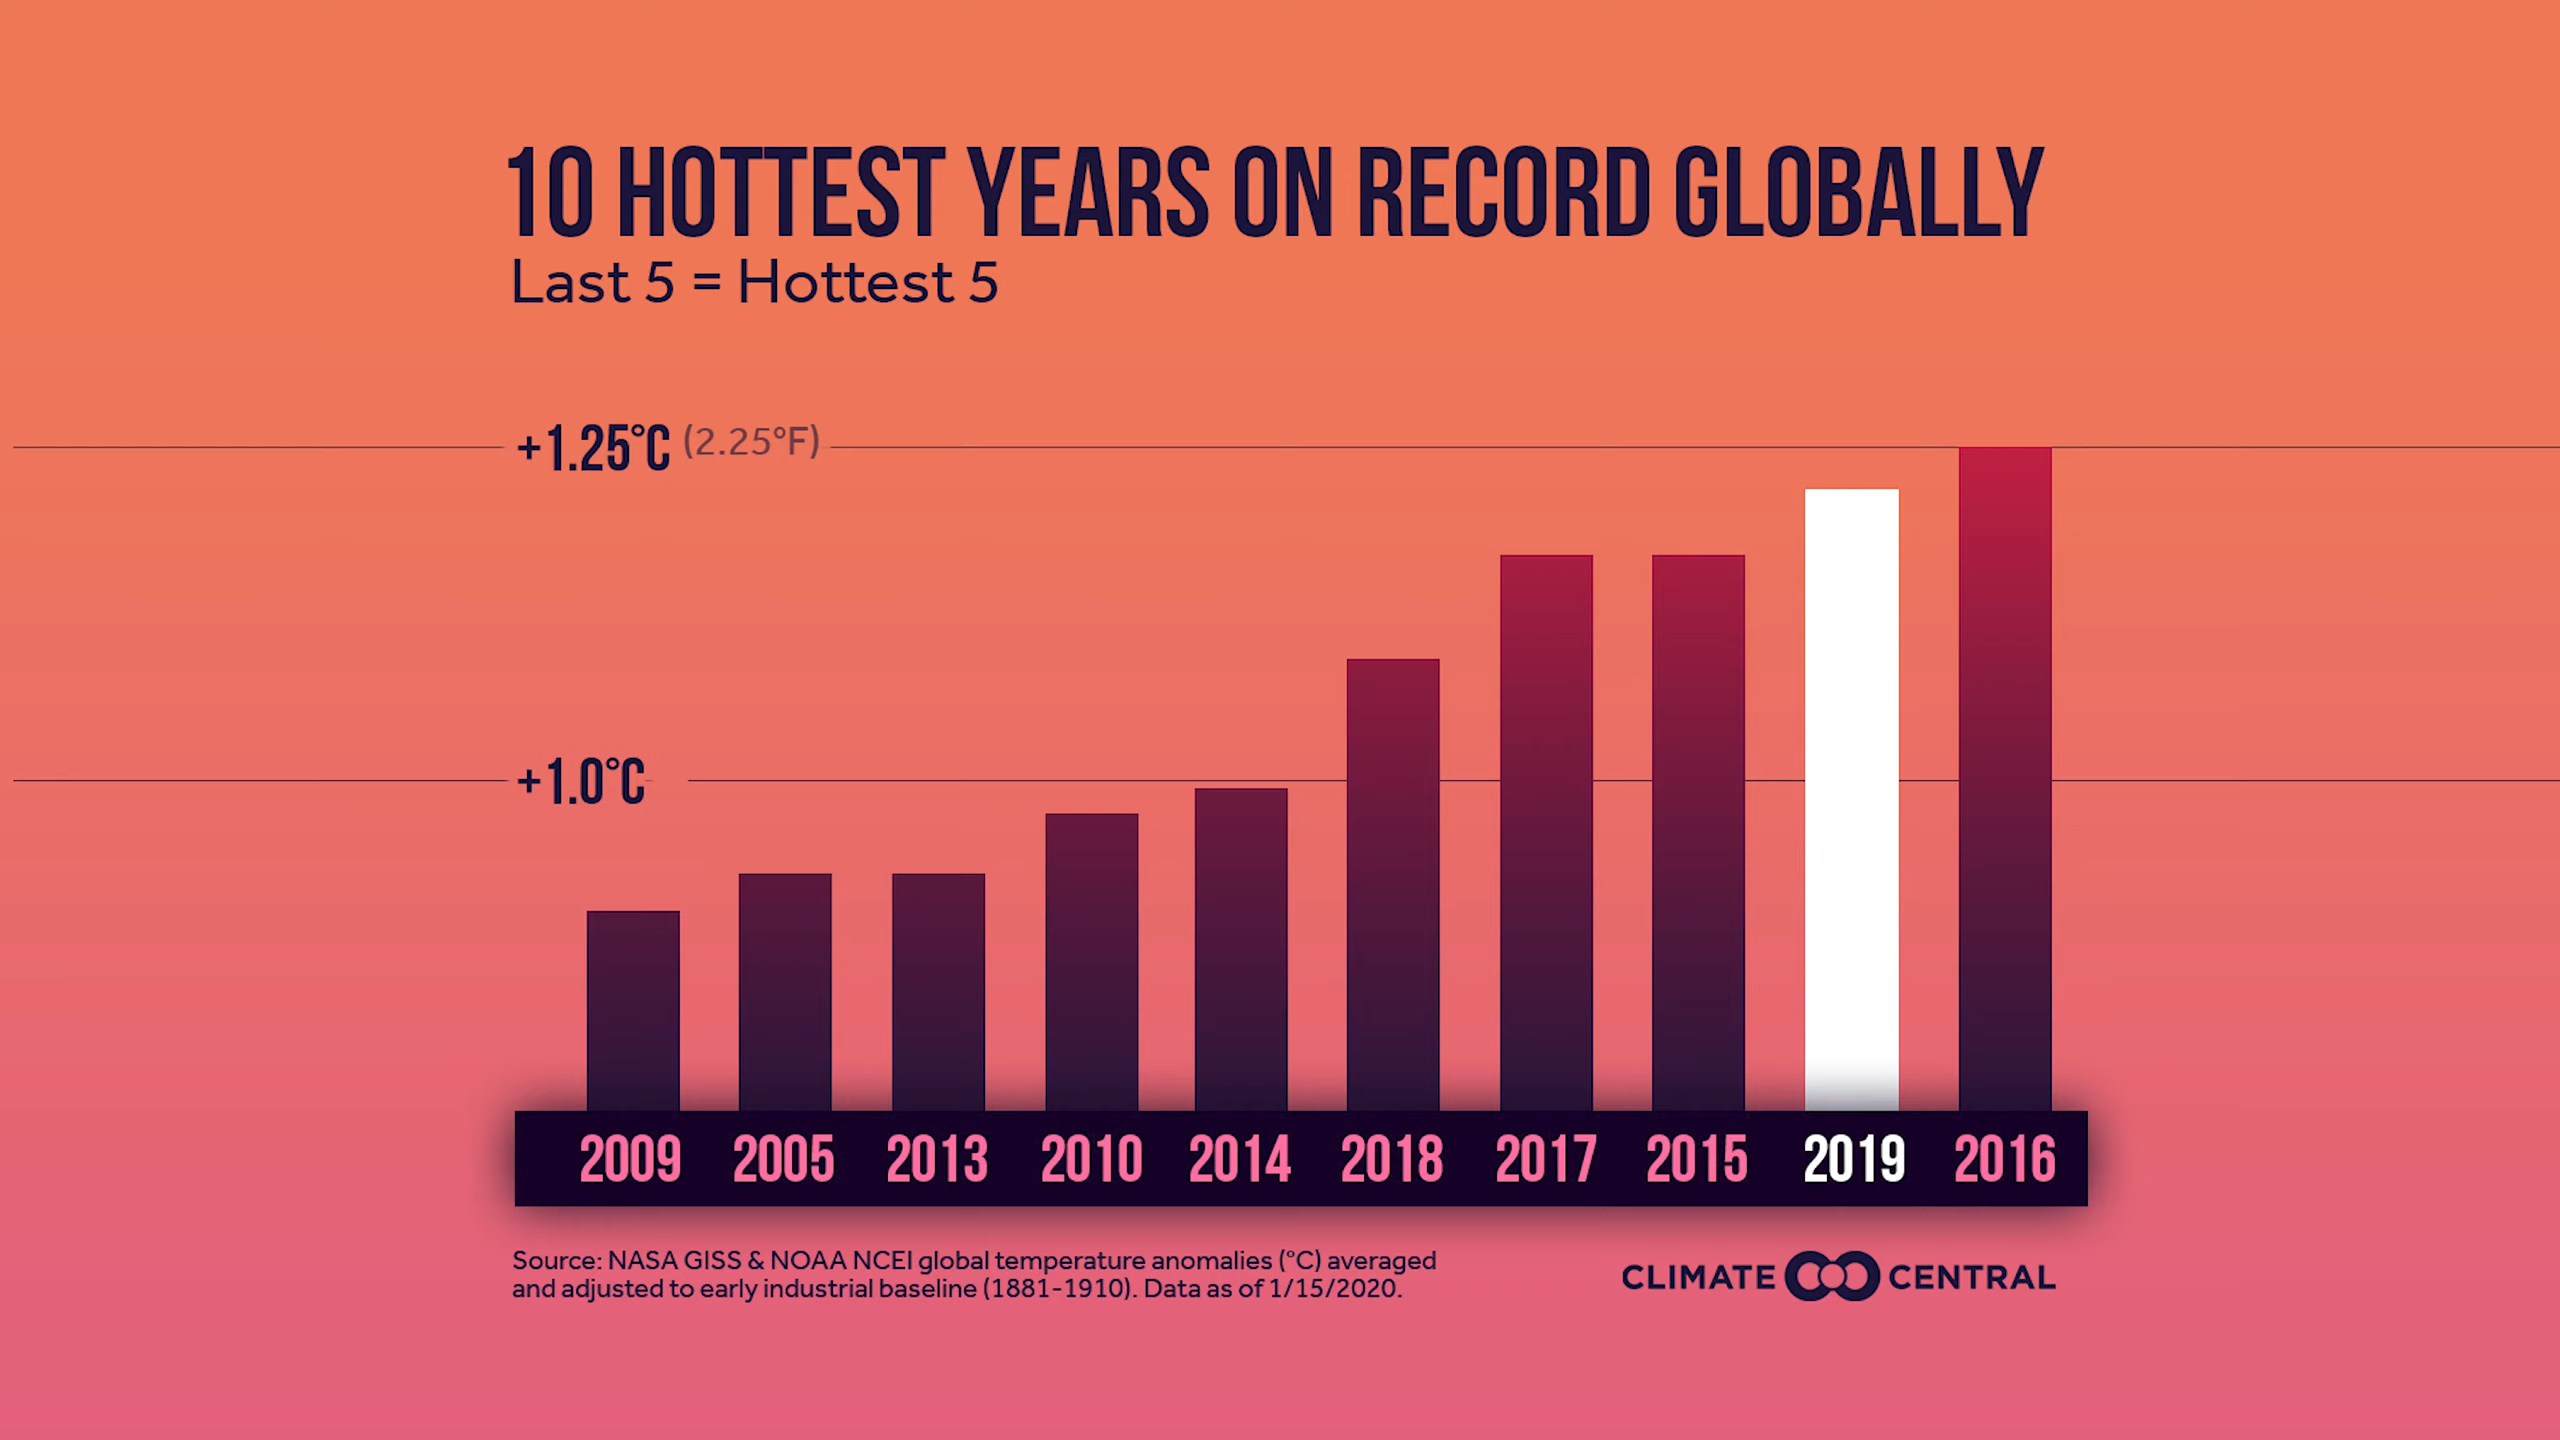 10 HOTTEST YEARS ON RECORD GLOBALLY
Last 5 = Hottest 5
+1.25°C (2.25°F)
+1.0°C
2009 2005 2013 2010 2014 2018 2017 2015 2019 2016
Source: NASA GISS & NOAA NCEI global temperature anomalies (°C) averaged
and adjusted to early industrial baseline (1881-1910). Data as of 1/15/2020.
CLIMATE CENTRAL